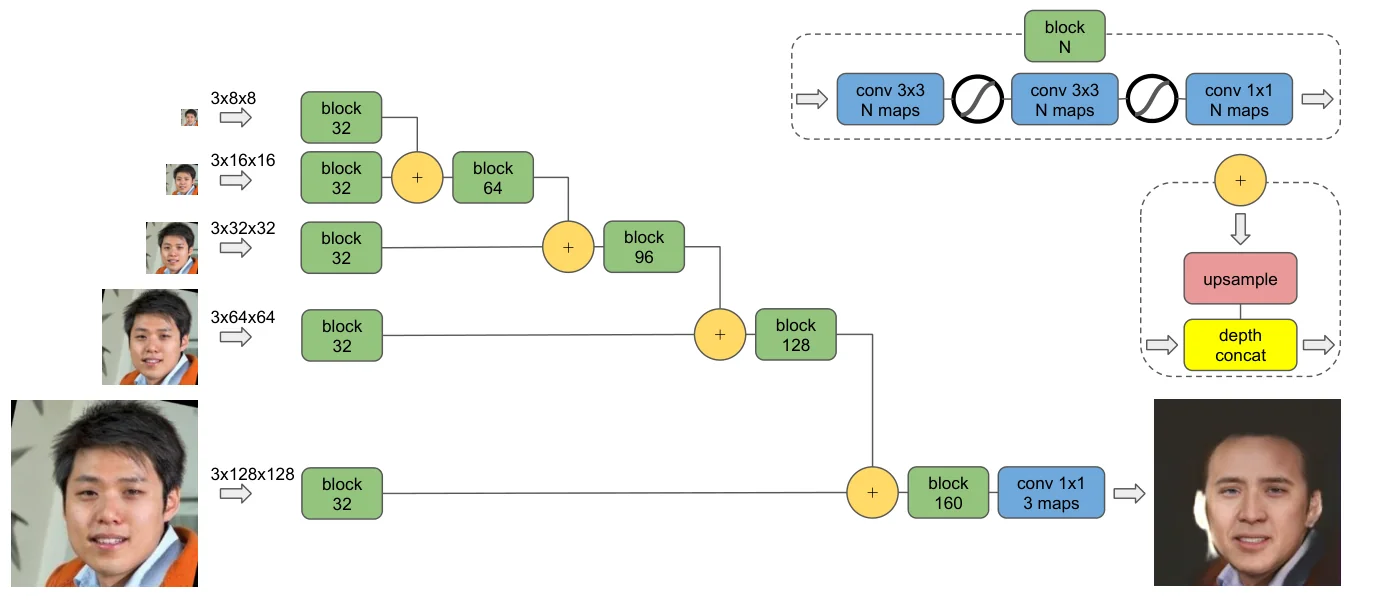 block
N
conv 3x3
N maps
conv 3x3
N maps
conv 1x1
N maps
3x8x8
block
32
3x16x16
block
32
+
block
64
+
3x32x32
block
32
+
block
96
upsample
depth
concat
3x64x64
block
32
+
block
128
3x128x128
block
32
+
block
160
conv 1x1
3 maps